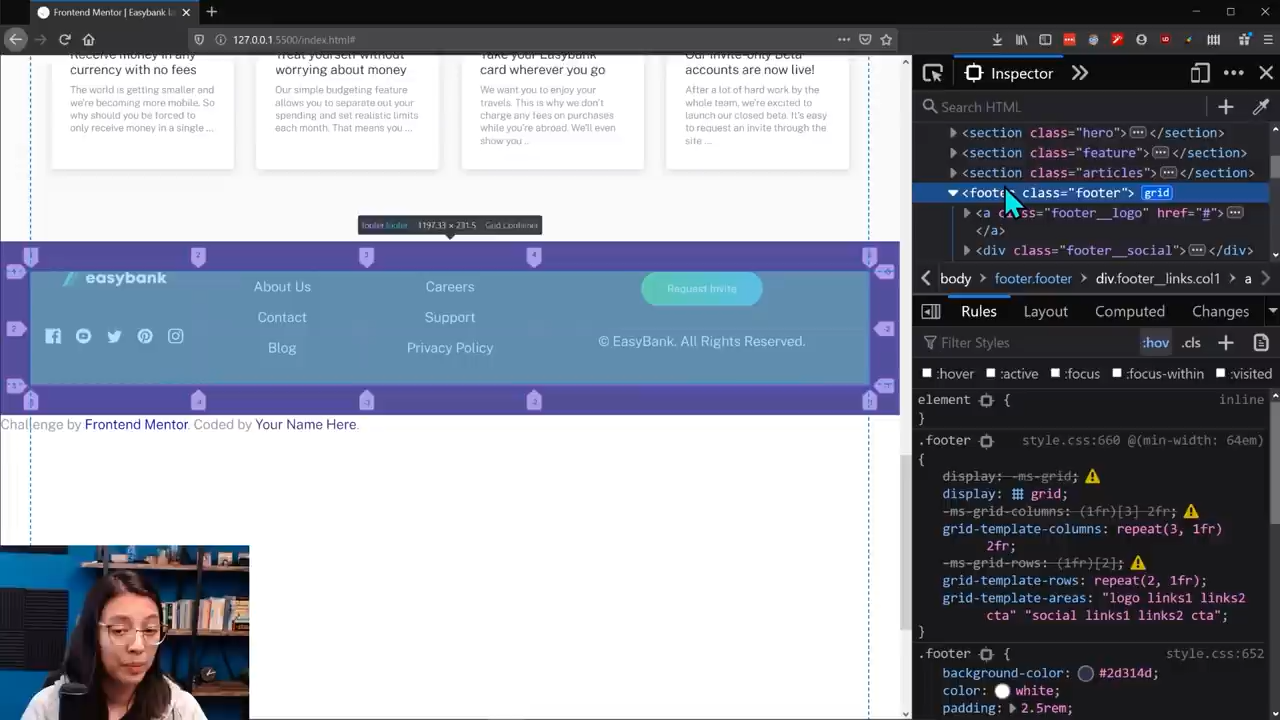 Frontend Mentor | Easybank la
127.0.0.1:5500/index.html#
Receive money in any
currency with no fees
The world is getting smaller and
we're becoming more mobile. So
why should you be forced to
only receive money in a single ...
Treat yourself without
worrying about money
Our simple budgeting feature
allows you to separate out your
spending and set realistic limits
each month. That means you ...
Take your Easybank
card wherever you go
We want you to enjoy your
travels. This is why we don't
charge any fees on purchases
while you're abroad. We'll even
show you ..
Our invite-only Beta
accounts are now live!
After a lot of hard work by the
whole team, we're excited to
launch our closed beta. It's easy
to request an invite through the
site ...
footer.footer 1197.33 × 231.5 Grid Container
easybank
About Us
Contact
Blog
Careers
Support
Privacy Policy
Request Invite
© EasyBank. All Rights Reserved.
Challenge by Frontend Mentor. Coded by Your Name Here.
Inspector
Search HTML
<section class="hero"> </section>
<section class="feature"> </section>
<section class="articles"> </section>
<footer class="footer"> grid
<a class="footer__logo" href="#">
</a>
<div class="footer__social"> </div>
body footer.footer div.footer__links.col1 a
Rules Layout Computed Changes
Filter Styles :hov .cls
:hover :active :focus :focus-within :visited
element { inline
}
.footer style.css:660 @(min-width: 64em)
{
display: -ms-grid;
display: grid;
-ms-grid-columns: (1fr)[3] 2fr;
grid-template-columns: repeat(3, 1fr)
2fr;
-ms-grid-rows: (1fr)[2];
grid-template-rows: repeat(2, 1fr);
grid-template-areas: "logo links1 links2
cta" "social links1 links2 cta";
}
.footer { style.css:652
background-color: #2d314d;
color: white;
padding: 2.5rem;